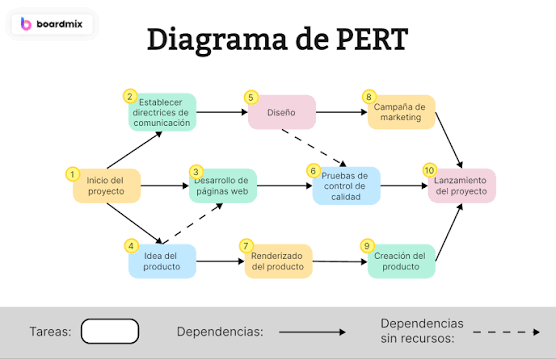 boardmix
Diagrama de PERT
2
Establecer
directrices de
comunicación
5
Diseño
8
Campaña de
marketing
1
Inicio del
proyecto
3
Desarrollo de
páginas web
6
Pruebas de
control de
calidad
10
Lanzamiento
del proyecto
4
Idea del
producto
7
Renderizado
del producto
9
Creación del
producto
Tareas:
Dependencias:
Dependencias
sin recursos: